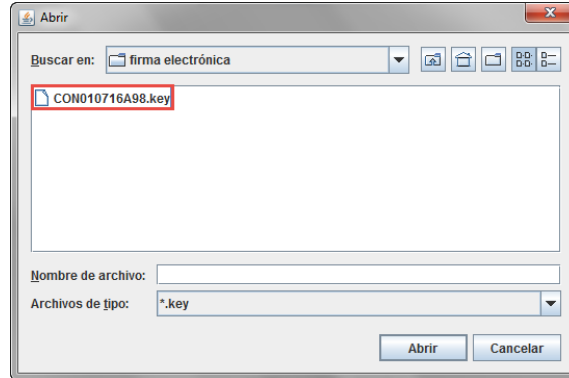 Abrir
Buscar en: firma electrónica
CON010716A98.key
Nombre de archivo:
Archivos de tipo: *.key
Abrir Cancelar